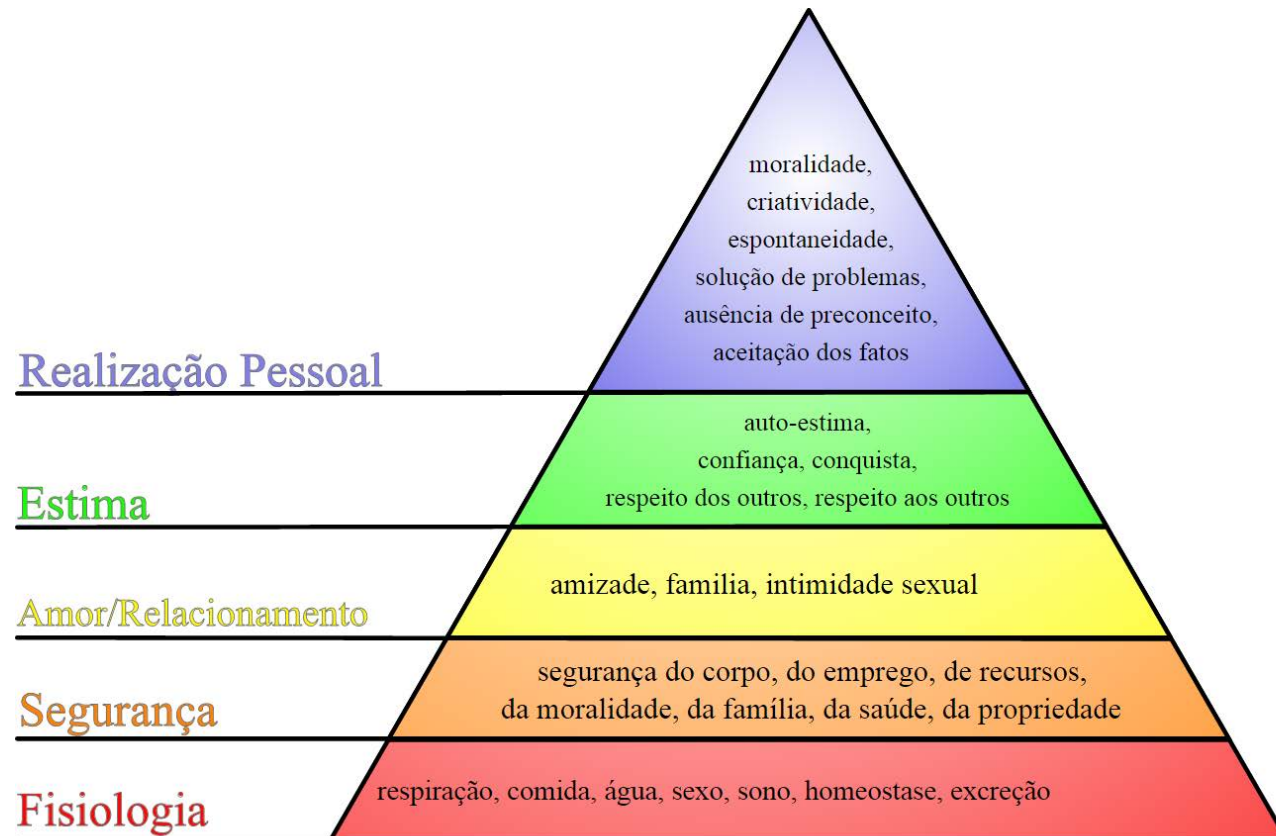 moralidade,
criatividade,
espontaneidade,
solução de problemas,
ausência de preconceito,
aceitação dos fatos
Realização Pessoal
auto-estima,
confiança, conquista,
respeito dos outros, respeito aos outros
Estima
amizade, familia, intimidade sexual
Amor/Relacionamento
segurança do corpo, do emprego, de recursos,
da moralidade, da família, da saúde, da propriedade
Segurança
respiração, comida, água, sexo, sono, homeostase, excreção
Fisiologia